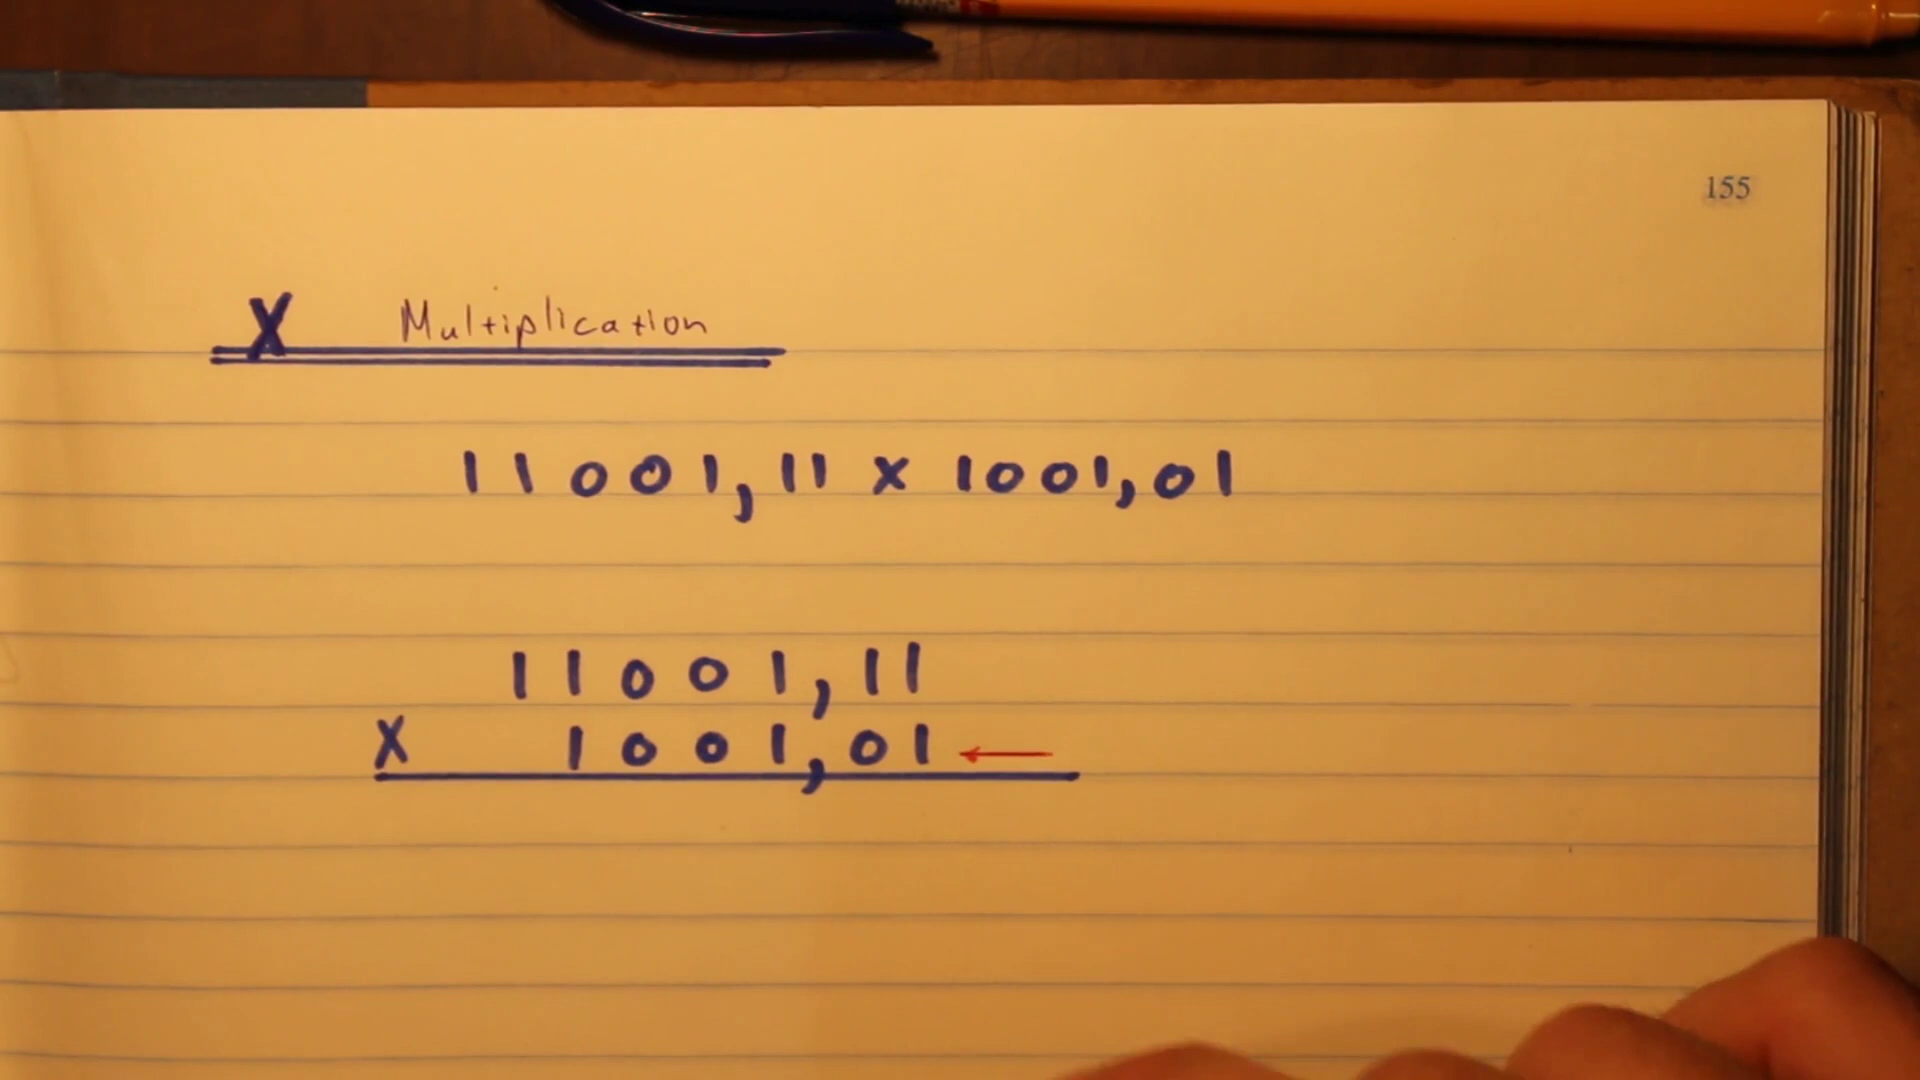 155
X Multiplication
11001,11 x 1001,01
11001,11
X 1001,01